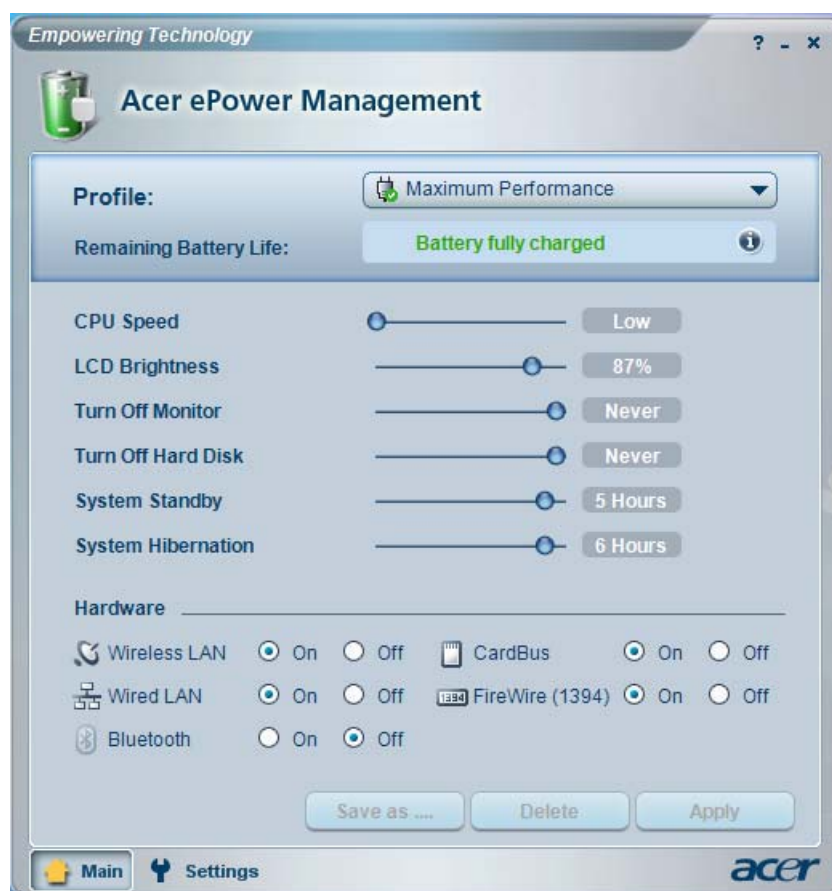 Empowering Technology
? - ×
Acer ePower Management
Profile: Maximum Performance
Remaining Battery Life: Battery fully charged
CPU Speed Low
LCD Brightness 87%
Turn Off Monitor Never
Turn Off Hard Disk Never
System Standby 5 Hours
System Hibernation 6 Hours
Hardware
Wireless LAN On Off CardBus On Off
Wired LAN On Off 1394 FireWire (1394) On Off
Bluetooth On Off
Save as .... Delete Apply
Main Settings acer